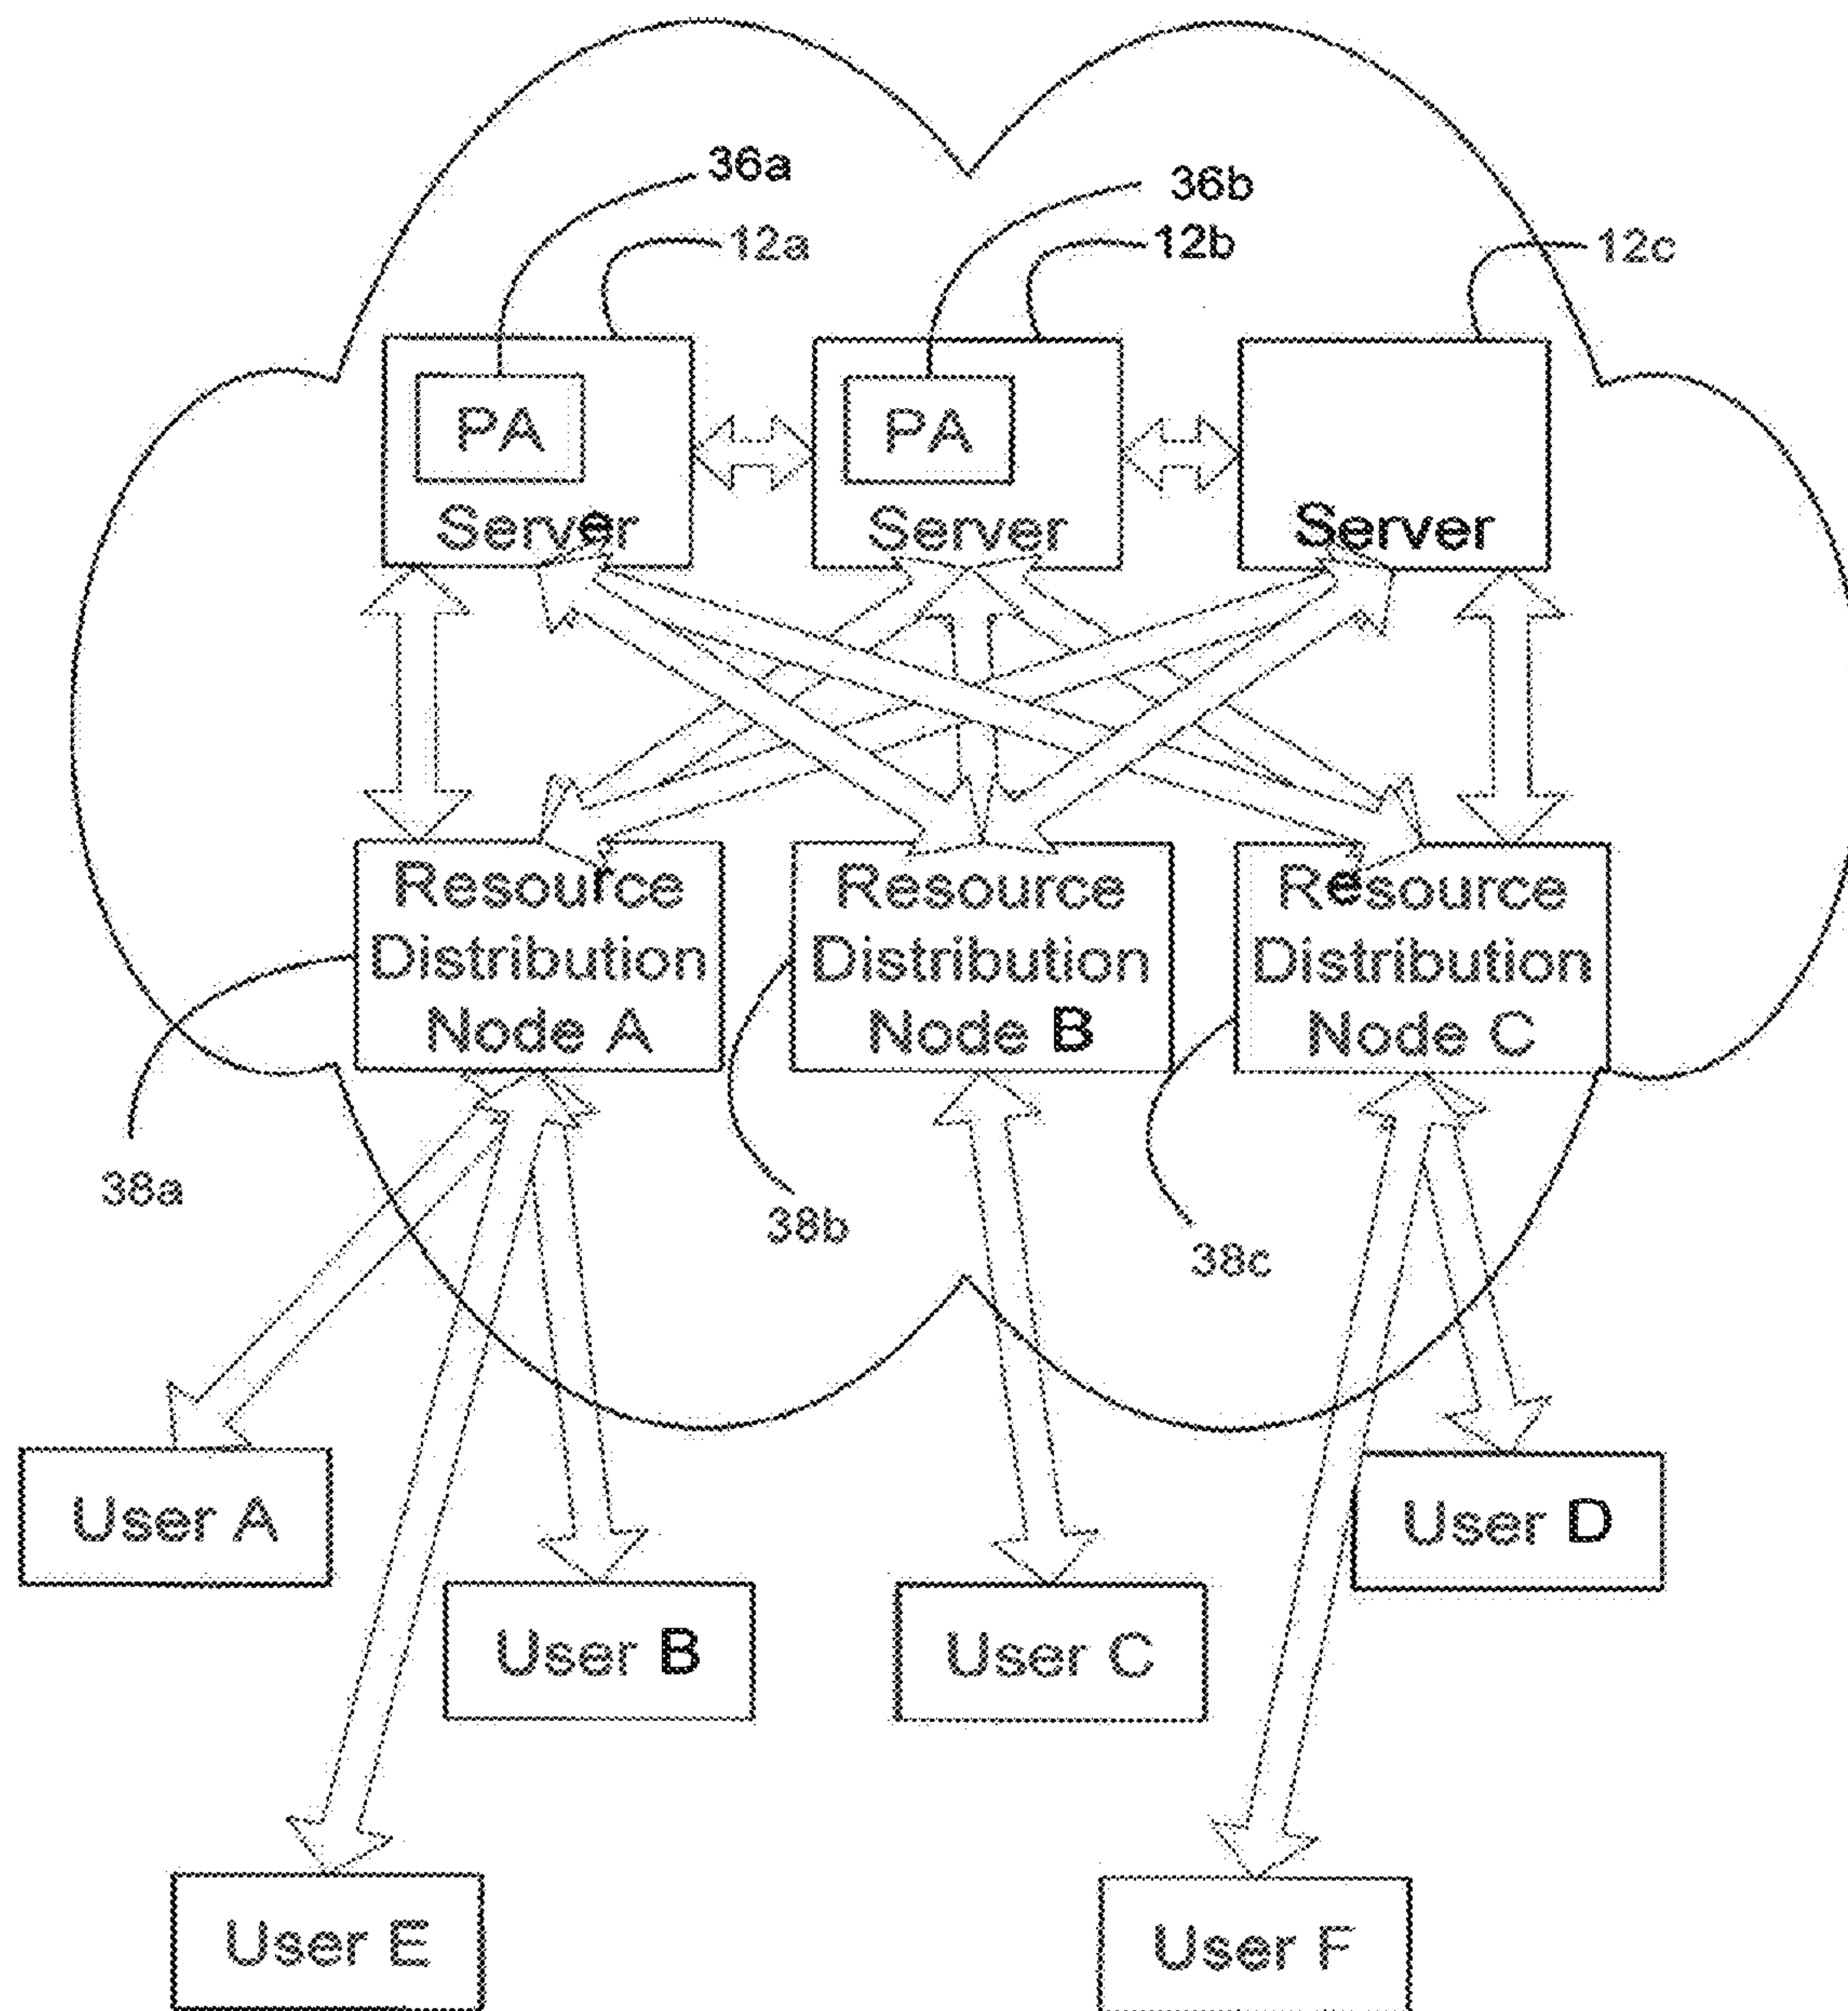 36a
36b
12a
12b
12c
PA
PA
Server
Server
Server
Resource
Distribution
Node A
Resource
Distribution
Node B
Resource
Distribution
Node C
38a
38b
38c
User A
User D
User B
User C
User E
User F